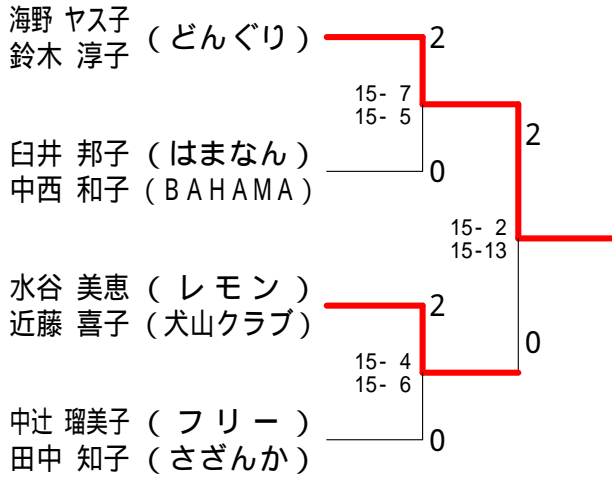 海野 ヤス子
鈴木 淳子 (どんぐり)
2
15- 7
15- 5
臼井 邦子 (はまなん)
中西 和子 (BAHAMA)
0
2
15- 2
15-13
水谷 美恵 (レモン)
近藤 喜子 (犬山クラブ)
2
0
15- 4
15- 6
中辻 瑠美子 (フリー)
田中 知子 (さざんか)
0